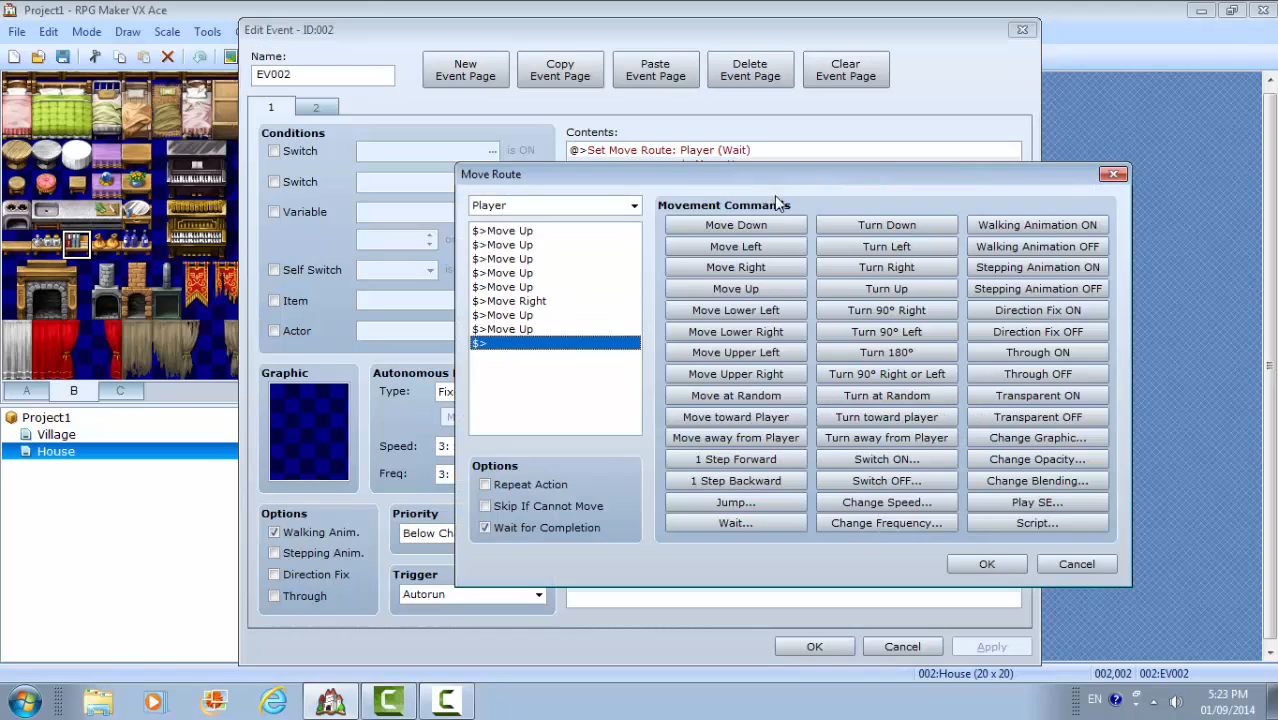 Project1 - RPG Maker VX Ace
File Edit Mode Draw Scale Tools
Edit Event - ID:002
Name:
EV002
New Event Page
Copy Event Page
Paste Event Page
Delete Event Page
Clear Event Page
1 2
Conditions
Switch ... is ON
Switch
Variable
Self Switch
Item
Actor
Graphic
Autonomous
Type: Fix
Speed: 3:
Freq: 3:
Options
Walking Anim.
Stepping Anim.
Direction Fix
Through
Priority
Below Ch
Trigger
Autorun
Contents:
@>Set Move Route: Player (Wait)
Move Route
Player
$>Move Up
$>Move Up
$>Move Up
$>Move Up
$>Move Up
$>Move Right
$>Move Up
$>Move Up
$>
Options
Repeat Action
Skip If Cannot Move
Wait for Completion
Movement Commands
Move Down Turn Down Walking Animation ON
Move Left Turn Left Walking Animation OFF
Move Right Turn Right Stepping Animation ON
Move Up Turn Up Stepping Animation OFF
Move Lower Left Turn 90° Right Direction Fix ON
Move Lower Right Turn 90° Left Direction Fix OFF
Move Upper Left Turn 180° Through ON
Move Upper Right Turn 90° Right or Left Through OFF
Move at Random Turn at Random Transparent ON
Move toward Player Turn toward player Transparent OFF
Move away from Player Turn away from Player Change Graphic...
1 Step Forward Switch ON... Change Opacity...
1 Step Backward Switch OFF... Change Blending...
Jump... Change Speed... Play SE...
Wait... Change Frequency... Script...
OK Cancel
OK Cancel Apply
A B C
Project1
Village
House
002:House (20 x 20) 002,002 002:EV002
EN
5:23 PM
01/09/2014